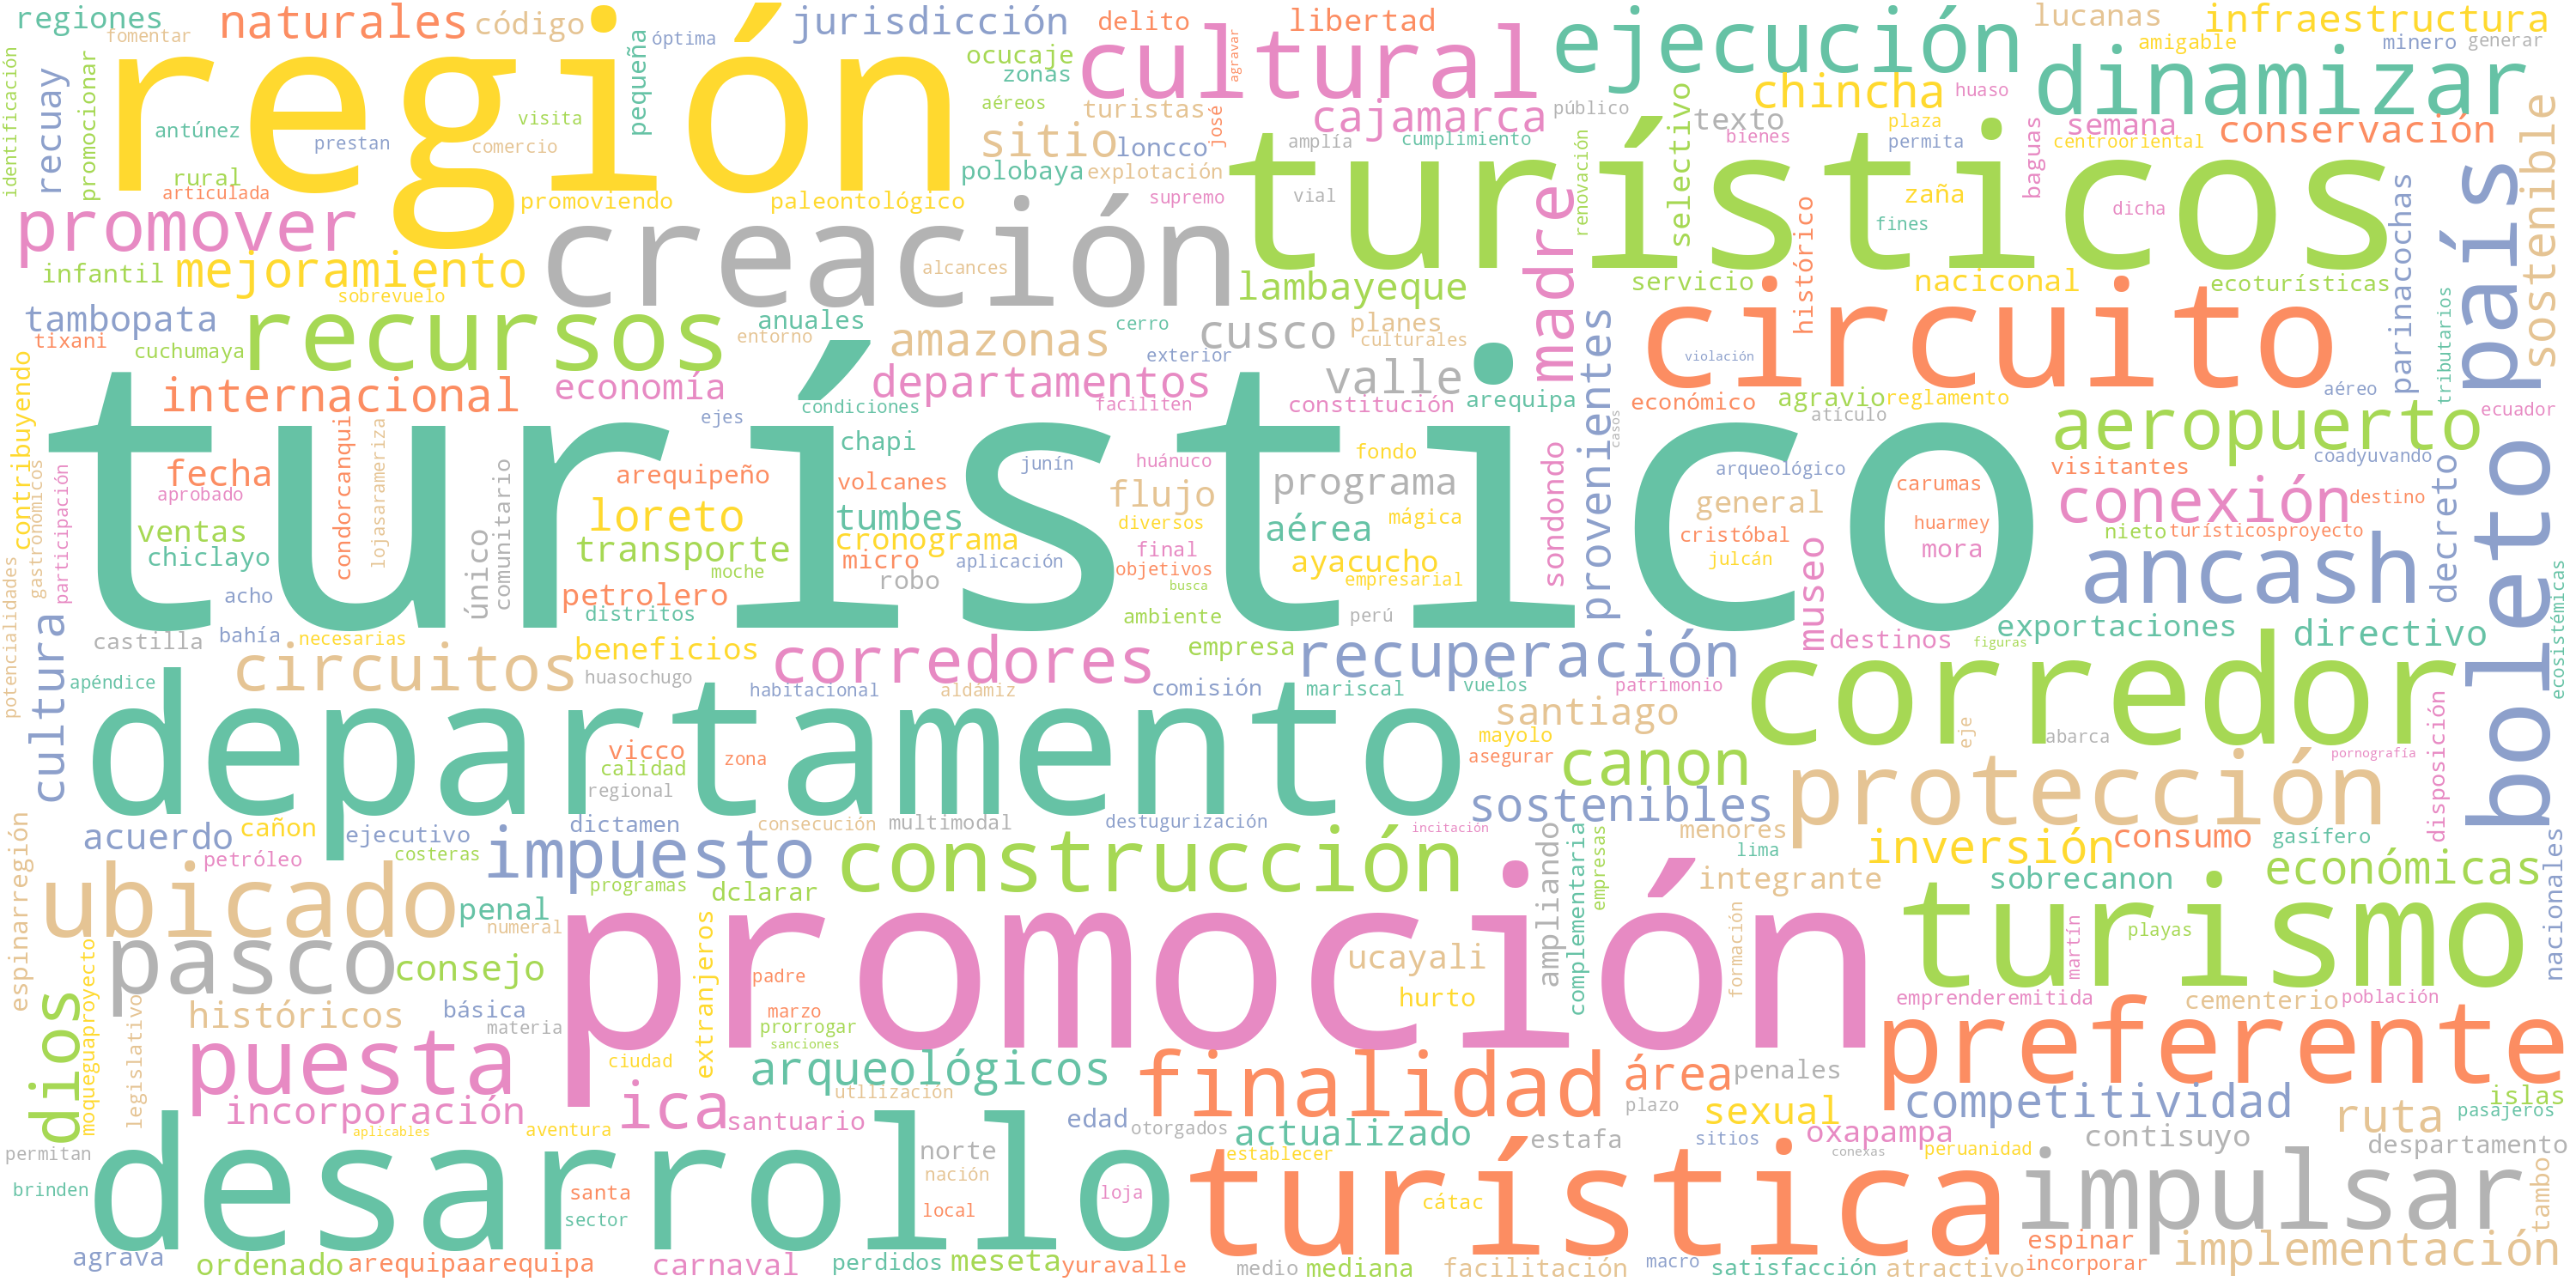 regiones
fomentar
naturales
código
óptima
jurisdicción
delito
libertad
ejecución
lucanas
infraestructura
amigable
minero
generar
identificación
recuay
promocionar
región
pequeña
ocucaje
zonas
cultural
agravar
dinamizar
antúnez
prestan
visita
comercio
aéreos
turistas
cajamarca
público
selectivo
texto
chincha
huaso
plaza
semana
conservación
rural
articulada
sitio
loncco
josé
polobaya
explotación
amplía
cumplimiento
renovación
bienes
permita
baguas
centrooriental
sostenible
promover
promoviendo
paleontológico
supremo
vial
madre
turísticos
zaña
fines
dicha
parinacochas
país
infantil
mejoramiento
creación
alcances
lambayeque
servicio
histórico
nacicional
ecoturísticas
sobrevuelo
tambopata
tixani
cuchumaya
recursos
anuales
entorno
amazonas
cerro
exterior
cusco
planes
culturales
provenientes
circuito
violación
tributarios
contribuyendo
internacional
economía
departamentos
valle
ejes
condiciones
faciliten
constitución
arequipa
económico
agravio
reglamento
aéreo
atículo
ecuador
aeropuerto
turístico
condorcanqui
lojasarameriza
chapi
junín
huánuco
fondo
casos
sondondo
arqueológico
visitantes
coadyuvando
gastronómicos
participación
fecha
aprobado
comunitario
único
arequipeño
volcanes
flujo
diversos
programa
general
carumas
conexión
destino
decreto
boleto
ventas
chiclayo
loreto
transporte
moche
tumbes
cronograma
micro
robo
aplicación
final
objetivos
busca
aérea
mágica
ayacucho
empresarial
cristóbal
julcán
huarmey
mora
nieto
turísticosproyecto
ancash
potencialidades
acho
petrolero
distritos
ambiente
perú
museo
ecosistémicas
castilla
bahía
necesarias
beneficios
empresa
recuperación
destinos
figuras
exportaciones
directivo
cultura
apéndice
circuitos
huasochugo
corredores
habitacional
aldámiz
comisión
mariscal
vuelos
patrimonio
corredor
departamento
vicco
calidad
zona
regional
santiago
mayolo
asegurar
canon
eje
abarca
pornografía
disposición
protección
sostenibles
espinarregión
acuerdo
cañon
ejecutivo
dictamen
consecución
multimodal
destugurización
incitación
menores
lima
inversión
consumo
gasífero
petróleo
costeras
impuesto
programas
dclarar
construcción
ampliando
complementaria
empresas
integrante
sobrecanon
económicas
nacionales
ubicado
penal
numeral
pasco
consejo
extranjeros
promoción
ucayali
hurto
formación
turismo
martín
playas
dios
moqueguaproyecto
legislativo
históricos
básica
materia
padre
marzo
prorrogar
sanciones
ciudad
emprenderemitida
cementerio
población
preferente
puesta
arqueológicos
finalidad
área
penales
utllización
plazo
incorporación
aplicables
aventura
ica
santuario
edad
otorgados
actualizado
establecer
estafa
sexual
sitios
competitividad
oxapampa
conexas
peruanidad
ruta
islas
pasajeros
contisuyo
despartamento
permitan
brinden
desarrollo
santa
sector
norte
nación
local
loja
turística
cátac
impulsar
tambo
agrava
ordenado
arequipaarequipa
carnaval
perdidos
meseta
yuravalle
medio
mediana
facilitación
macro
satisfacción
atractivo
espinar
incorporar
implementación